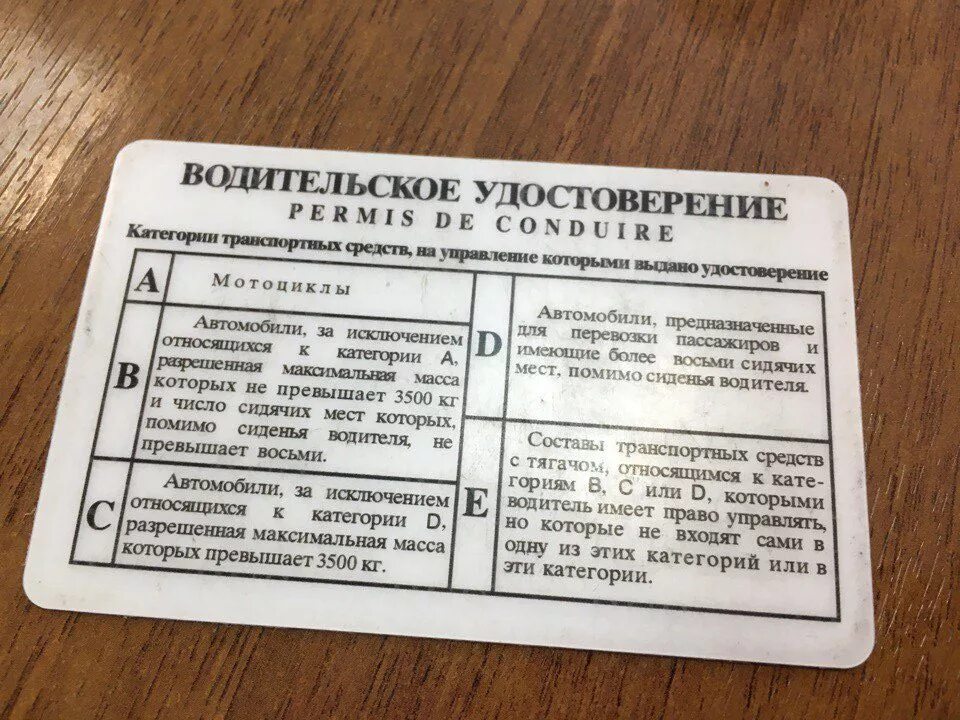 ВОДИТЕЛЬСКОЕ УДОСТОВЕРЕНИЕ
PERMIS DE CONDUIRE
Категории транспортных средств, на управление которыми выдано удостоверение
A
Мотоциклы
B
Автомобили, за исключением
относящихся к категории А,
разрешенная максимальная масса
которых не превышает 3500 кг
и число сидячих мест которых,
помимо сиденья водителя, не
превышает восьми.
C
Автомобили, за исключением
относящихся к категории D,
разрешенная максимальная масса
которых превышает 3500 кг.
D
Автомобили, предназначенные
для перевозки пассажиров и
имеющие более восьми сидячих
мест, помимо сиденья водителя.
E
Составы транспортных средств
с тягачом, относящимся к кате-
гориям B, C или D, которыми
водитель имеет право управлять,
но которые не входят сами в
одну из этих категорий или в
эти категории.